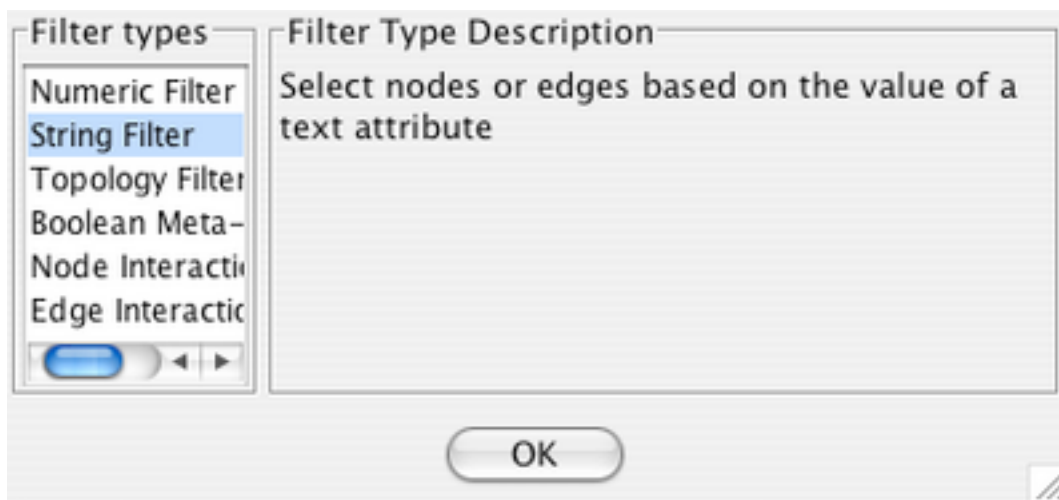 Filter types
Numeric Filter
String Filter
Topology Filter
Boolean Meta-
Node Interacti
Edge Interactic
Filter Type Description
Select nodes or edges based on the value of a
text attribute
OK